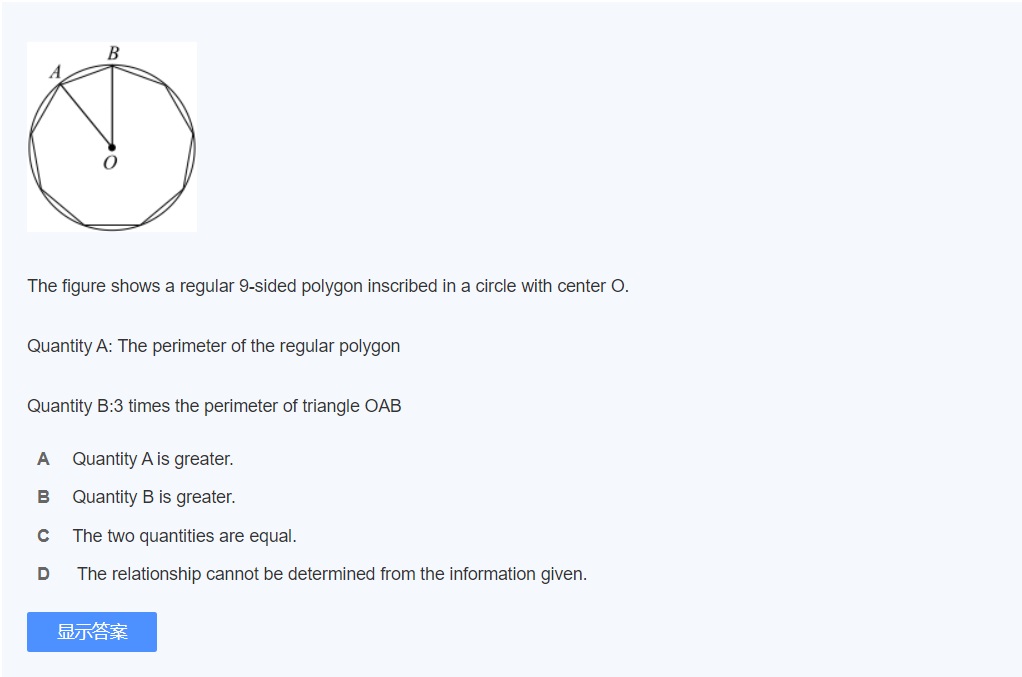 B
A
O
The figure shows a regular 9-sided polygon inscribed in a circle with center O.
Quantity A: The perimeter of the regular polygon
Quantity B:3 times the perimeter of triangle OAB
A Quantity A is greater.
B Quantity B is greater.
C The two quantities are equal.
D The relationship cannot be determined from the information given.
显示答案